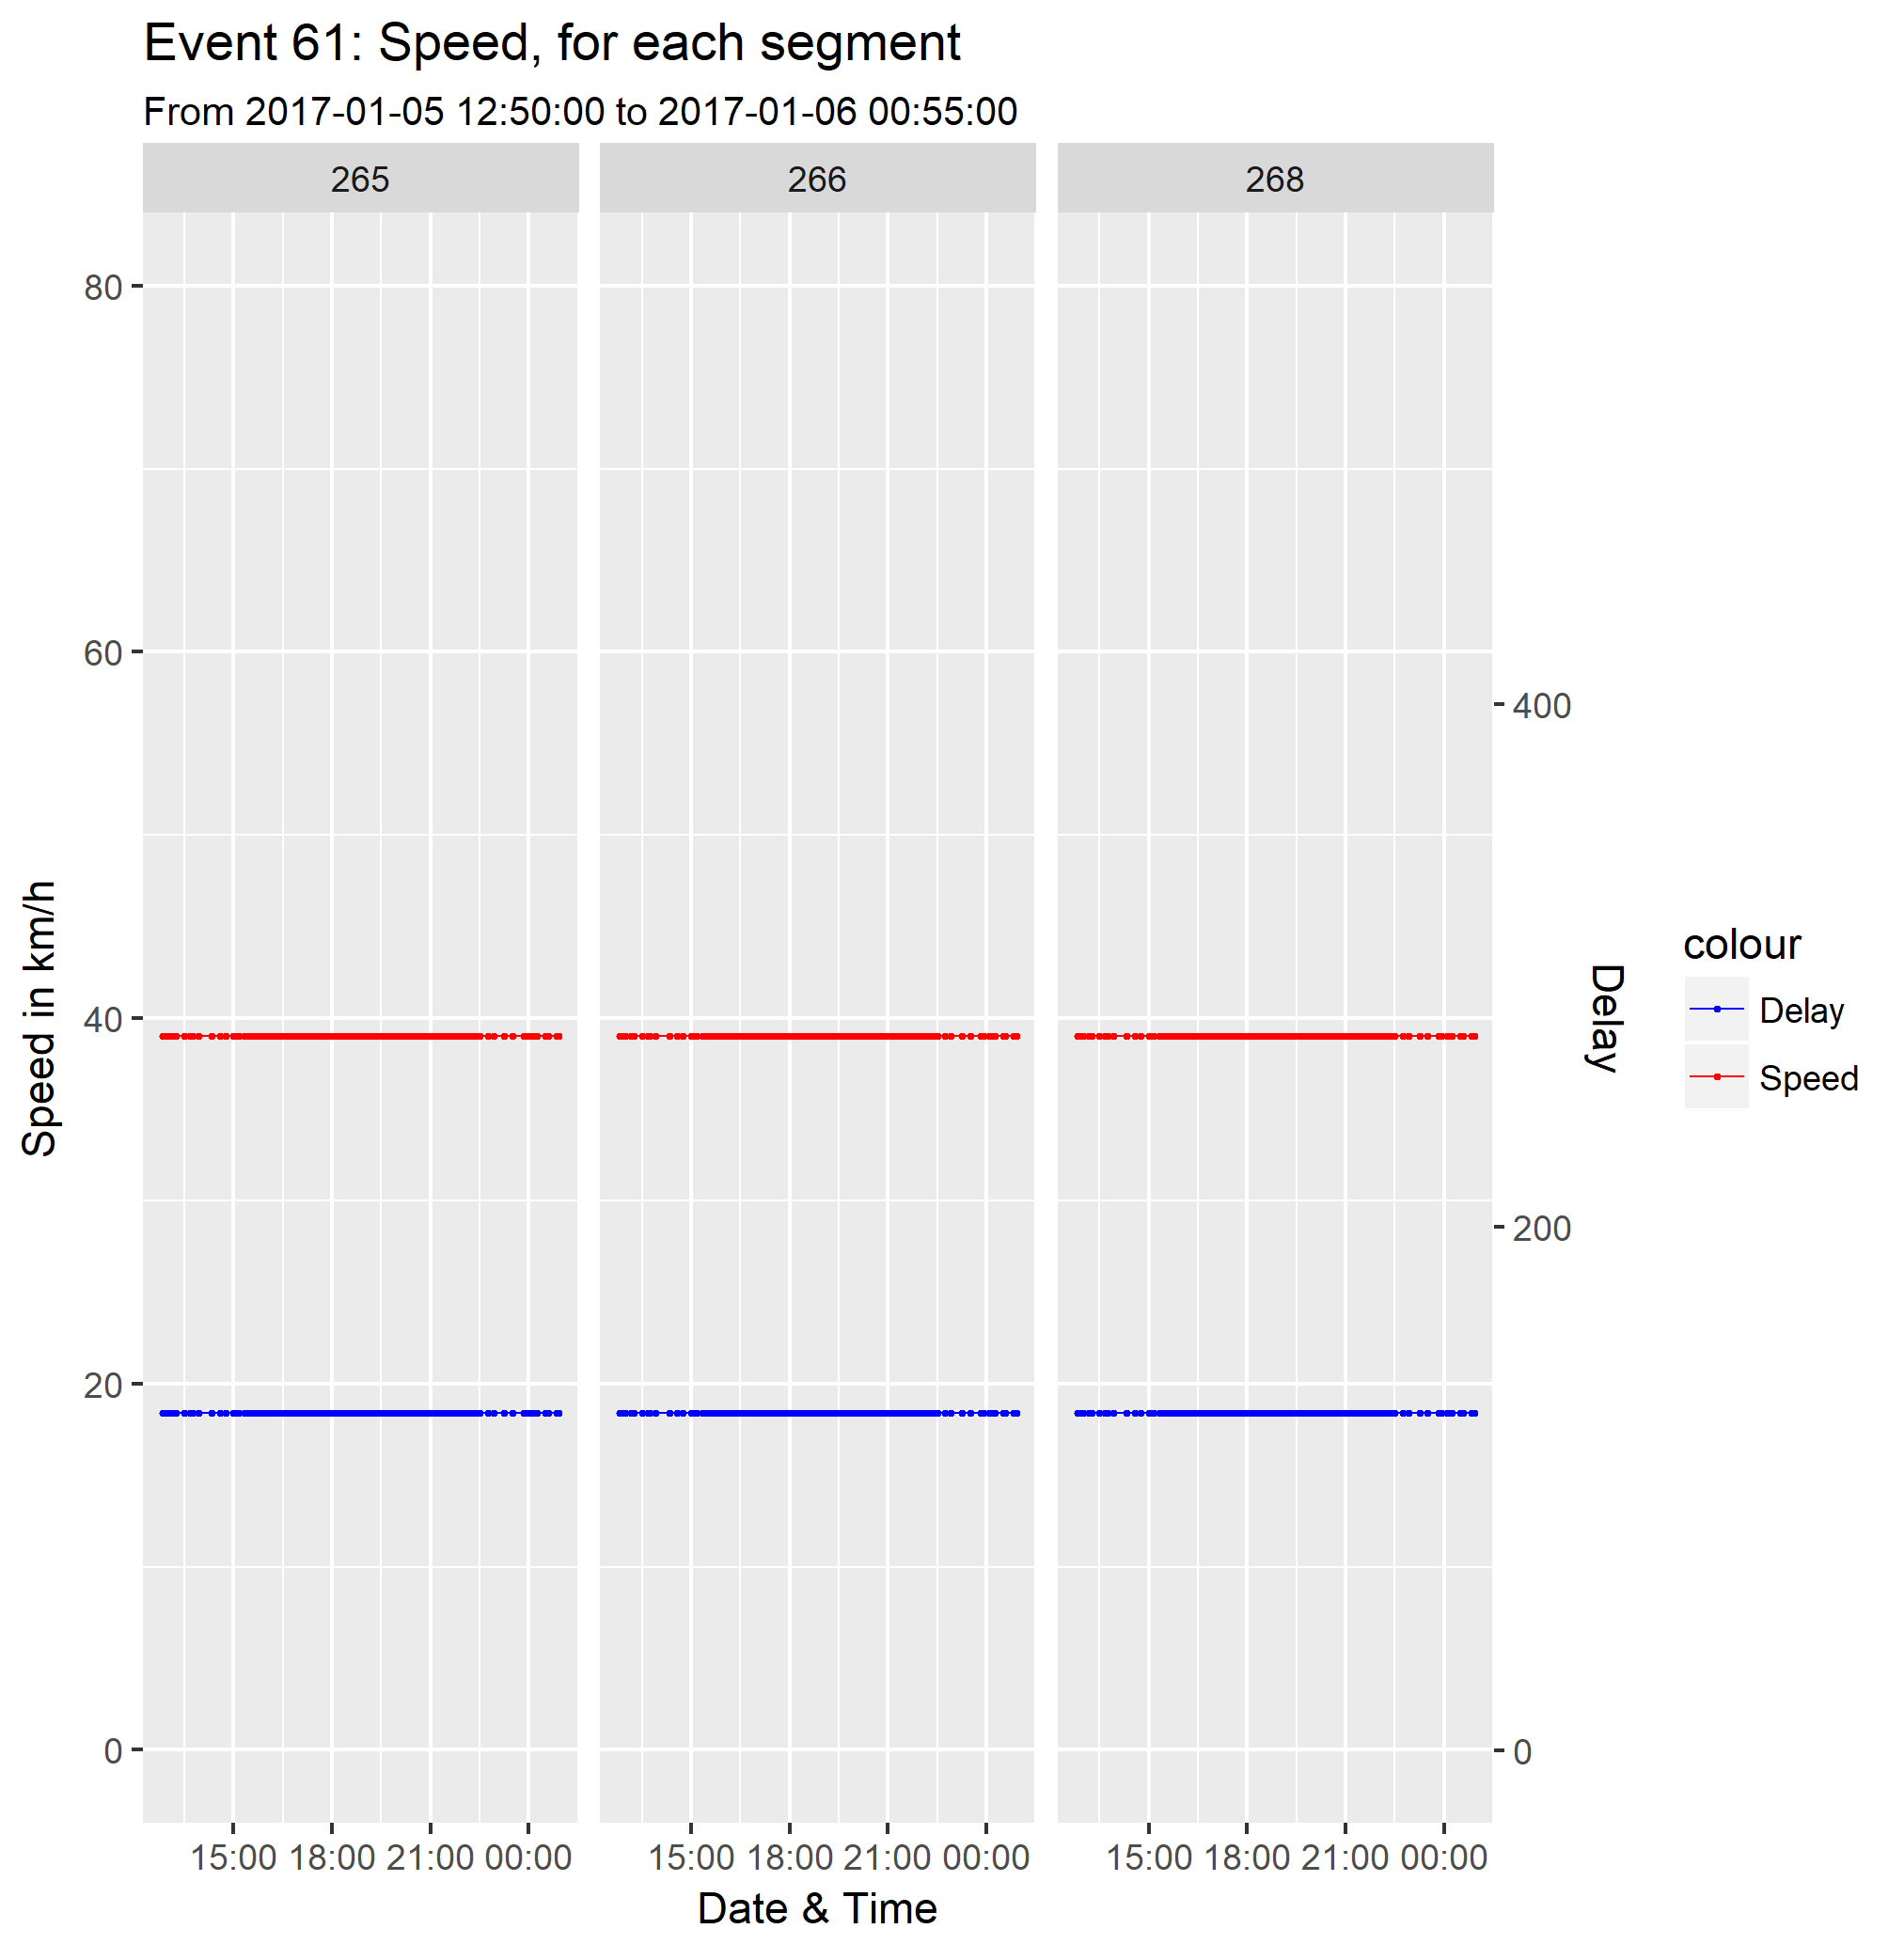 Event 61: Speed, for each segment
From 2017-01-05 12:50:00 to 2017-01-06 00:55:00
265 266 268
80
60
40
20
0
Speed in km/h
400
200
0
Delay
colour
Delay
Speed
15:00 18:00 21:00 00:00 15:00 18:00 21:00 00:00 15:00 18:00 21:00 00:00
Date & Time